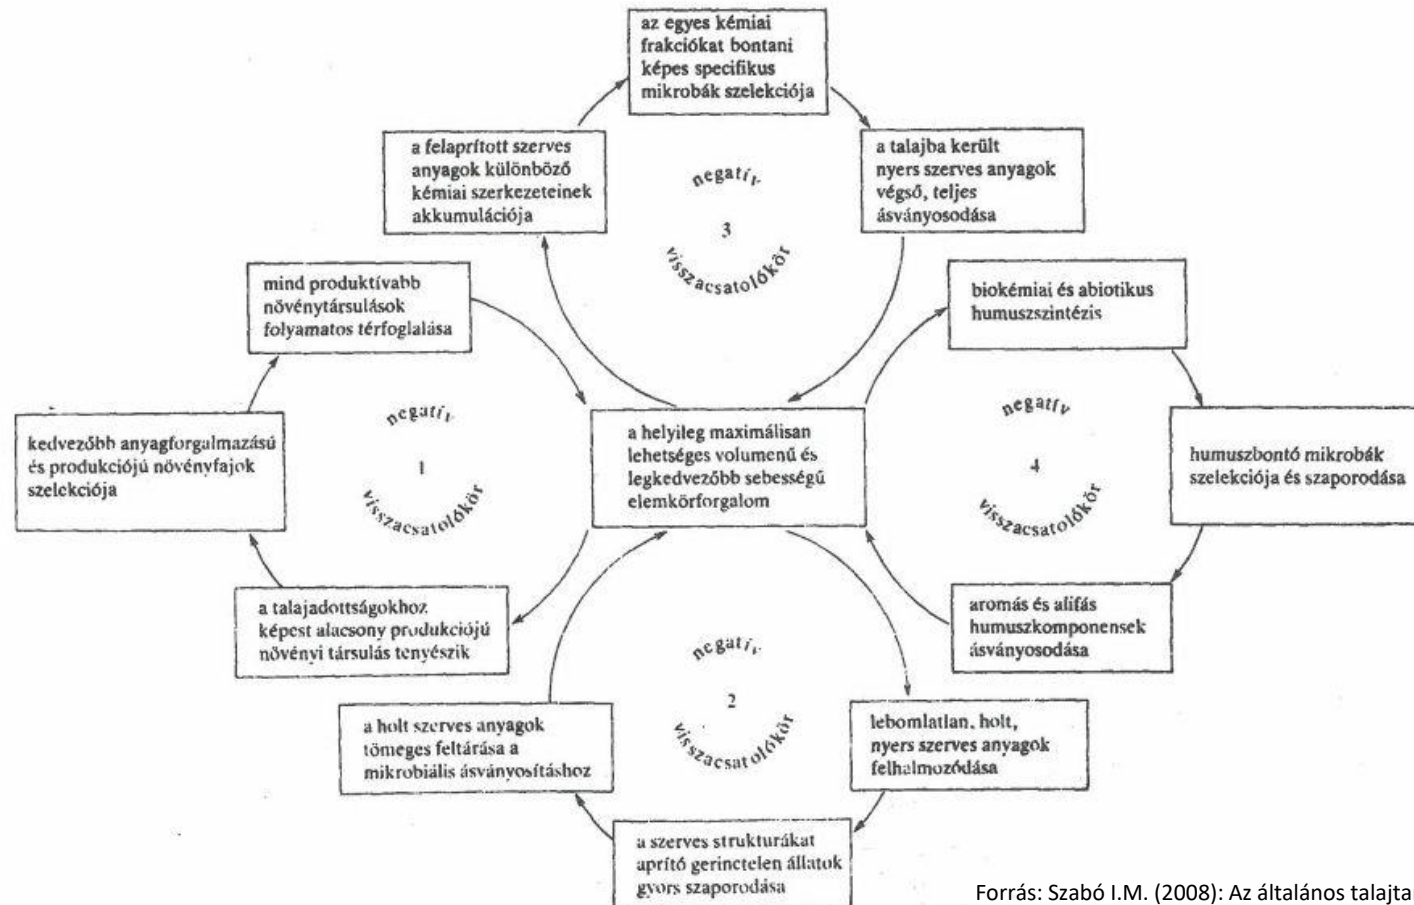 az egyes kémiai
frakciókat bontani
képes specifikus
mikrobák szelekciója
a felaprított szerves
anyagok különböző
kémiai szerkezeteinek
akkumulációja
a talajba került
nyers szerves anyagok
végső, teljes
ásványosodása
negatív
3
visszacsatolókör
mind produktívabb
növénytársulások
folyamatos térfoglalása
biokémiai és abiotikus
humuszszintézis
kedvezőbb anyagforgalmazású
és produkciójú növényfajok
szelekciója
negatív
1
visszacsatolókör
a helyileg maximálisan
lehetséges volumenű és
legkedvezőbb sebességű
elemkörforgalom
negatív
4
visszacsatolókör
humuszbontó mikrobák
szelekciója és szaporodása
a talajadottságokhoz
képest alacsony produkciójú
növényi társulás tenyészik
aromás és alifás
humuszkomponensek
ásványosodása
negatív
2
visszacsatolókör
a holt szerves anyagok
tömeges feltárása a
mikrobiális ásványosításhoz
lebomlatlan, holt,
nyers szerves anyagok
felhalmozódása
a szerves strukturákat
aprító gerinctelen állatok
gyors szaporodása
Forrás: Szabó I.M. (2008): Az általános talajta